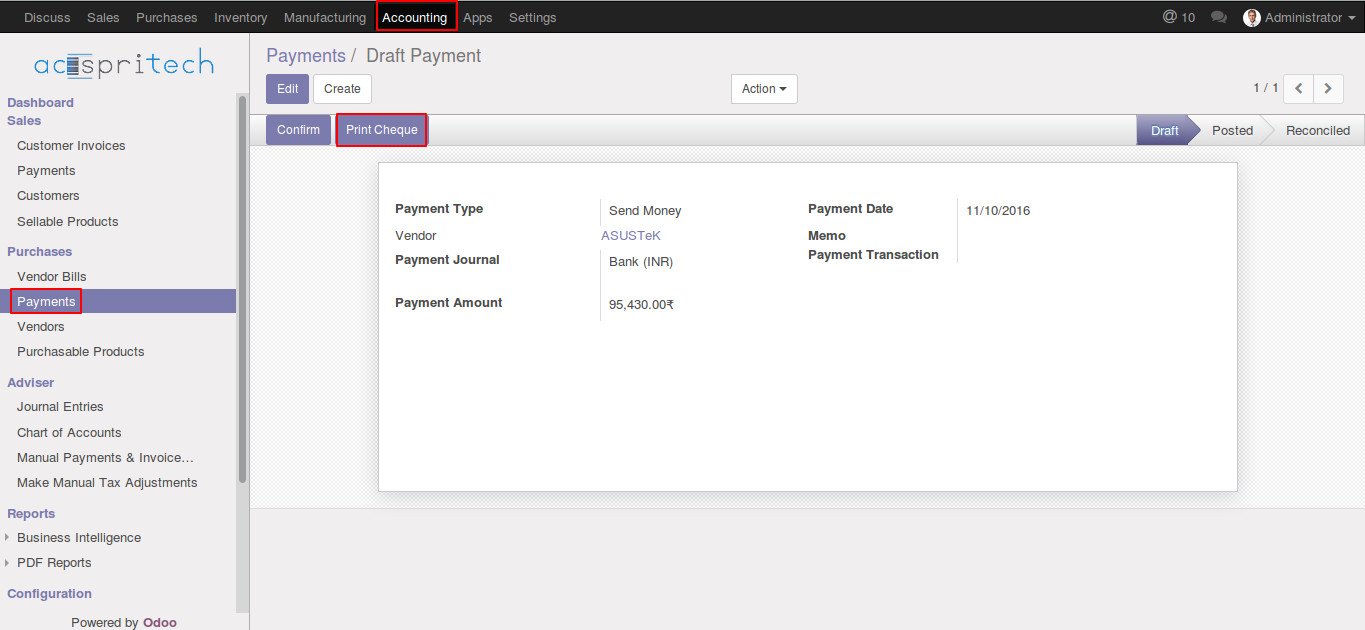 Discuss Sales Purchases Inventory Manufacturing Accounting Apps Settings @ 10 Administrator
acespritech
Payments / Draft Payment
Edit Create Action 1 / 1
Confirm Print Cheque Draft Posted Reconciled
Dashboard
Sales
Customer Invoices
Payments
Customers
Sellable Products
Purchases
Vendor Bills
Payments
Vendors
Purchasable Products
Adviser
Journal Entries
Chart of Accounts
Manual Payments & Invoice...
Make Manual Tax Adjustments
Reports
Business Intelligence
PDF Reports
Configuration
Powered by Odoo
Payment Type Send Money
Vendor ASUSTeK
Payment Journal Bank (INR)
Payment Amount 95,430.00₹
Payment Date 11/10/2016
Memo
Payment Transaction